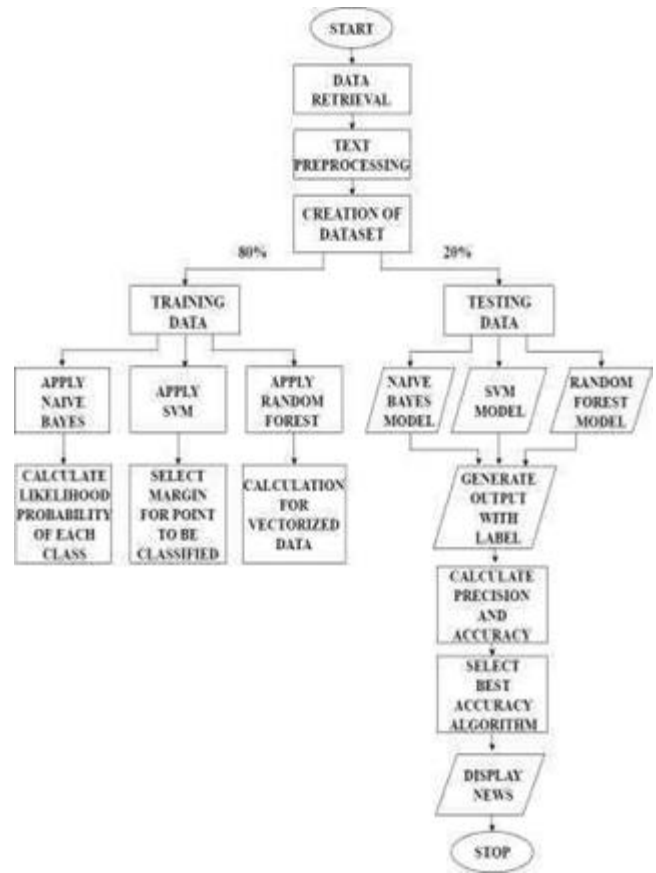 START
DATA
RETRIEVAL
TEXT
PREPROCESSING
CREATION OF
DATASET
80%
20%
TRAINING
DATA
TESTING
DATA
APPLY
NAIVE
BAYES
APPLY
SVM
APPLY
RANDOM
FOREST
NAIVE
BAYES
MODEL
SVM
MODEL
RANDOM
FOREST
MODEL
CALCULATE
LIKELIHOOD
PROBABILITY
OF EACH
CLASS
SELECT
MARGIN
FOR POINT
TO BE
CLASSIFIED
CALCULATION
FOR
VECTORIZED
DATA
GENERATE
OUTPUT
WITH
LABEL
CALCULATE
PRECISION
AND
ACCURACY
SELECT
BEST
ACCURACY
ALGORITHM
DISPLAY
NEWS
STOP